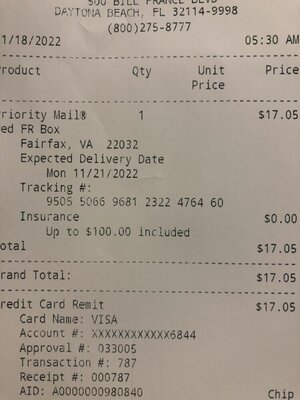 500 BILL FRANCE BLVD
DAYTONA BEACH, FL 32114-9998
(800)275-8777
1/18/2022 05:30 AM
roduct Qty Unit Price
Price
riority Mail® 1 $17.05
ed FR Box
Fairfax, VA 22032
Expected Delivery Date
Mon 11/21/2022
Tracking #:
9505 5066 9681 2322 4764 60
Insurance $0.00
Up to $100.00 included
otal $17.05
rand Total: $17.05
redit Card Remit $17.05
Card Name: VISA
Account #: XXXXXXXXXXXX6844
Approval #: 033005
Transaction #: 787
Receipt #: 000787
AID: A0000000980840 Chip